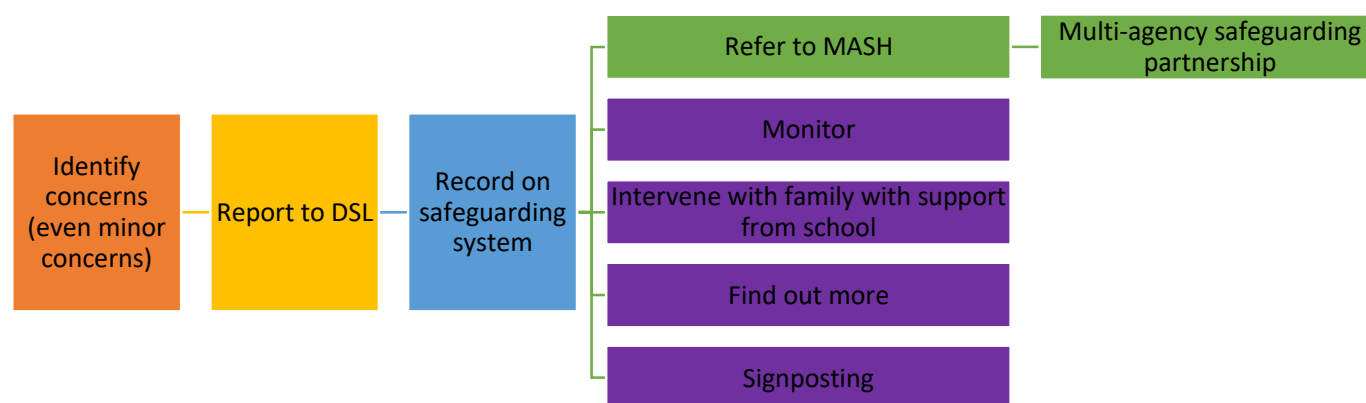 Identify
concerns
(even minor
concerns)
Report to DSL
Record on
safeguarding
system
Refer to MASH
Multi-agency safeguarding
partnership
Monitor
Intervene with family with support
from school
Find out more
Signposting